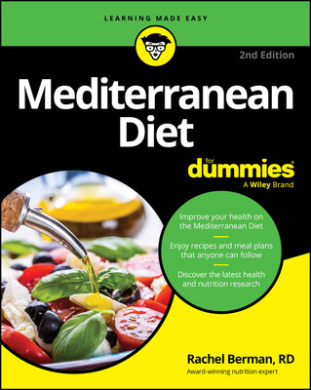 LEARNING MADE EASY
2nd Edition
Mediterranean
Diet
for
dummies®
A Wiley Brand
Improve your health on
the Mediterranean Diet
Enjoy recipes and meal plans
that anyone can follow
Discover the latest health
and nutrition research
Rachel Berman, RD
Award-winning nutrition expert